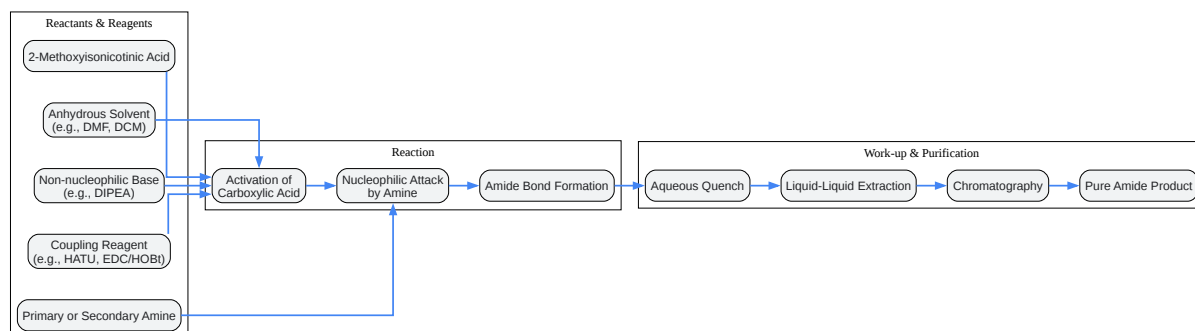 Reactants & Reagents
2-Methoxyisonicotinic Acid
Anhydrous Solvent
(e.g., DMF, DCM)
Non-nucleophilic Base
(e.g., DIPEA)
Coupling Reagent
(e.g., HATU, EDC/HOBt)
Primary or Secondary Amine
Reaction
Activation of
Carboxylic Acid
Nucleophilic Attack
by Amine
Amide Bond Formation
Work-up & Purification
Aqueous Quench
Liquid-Liquid Extraction
Chromatography
Pure Amide Product